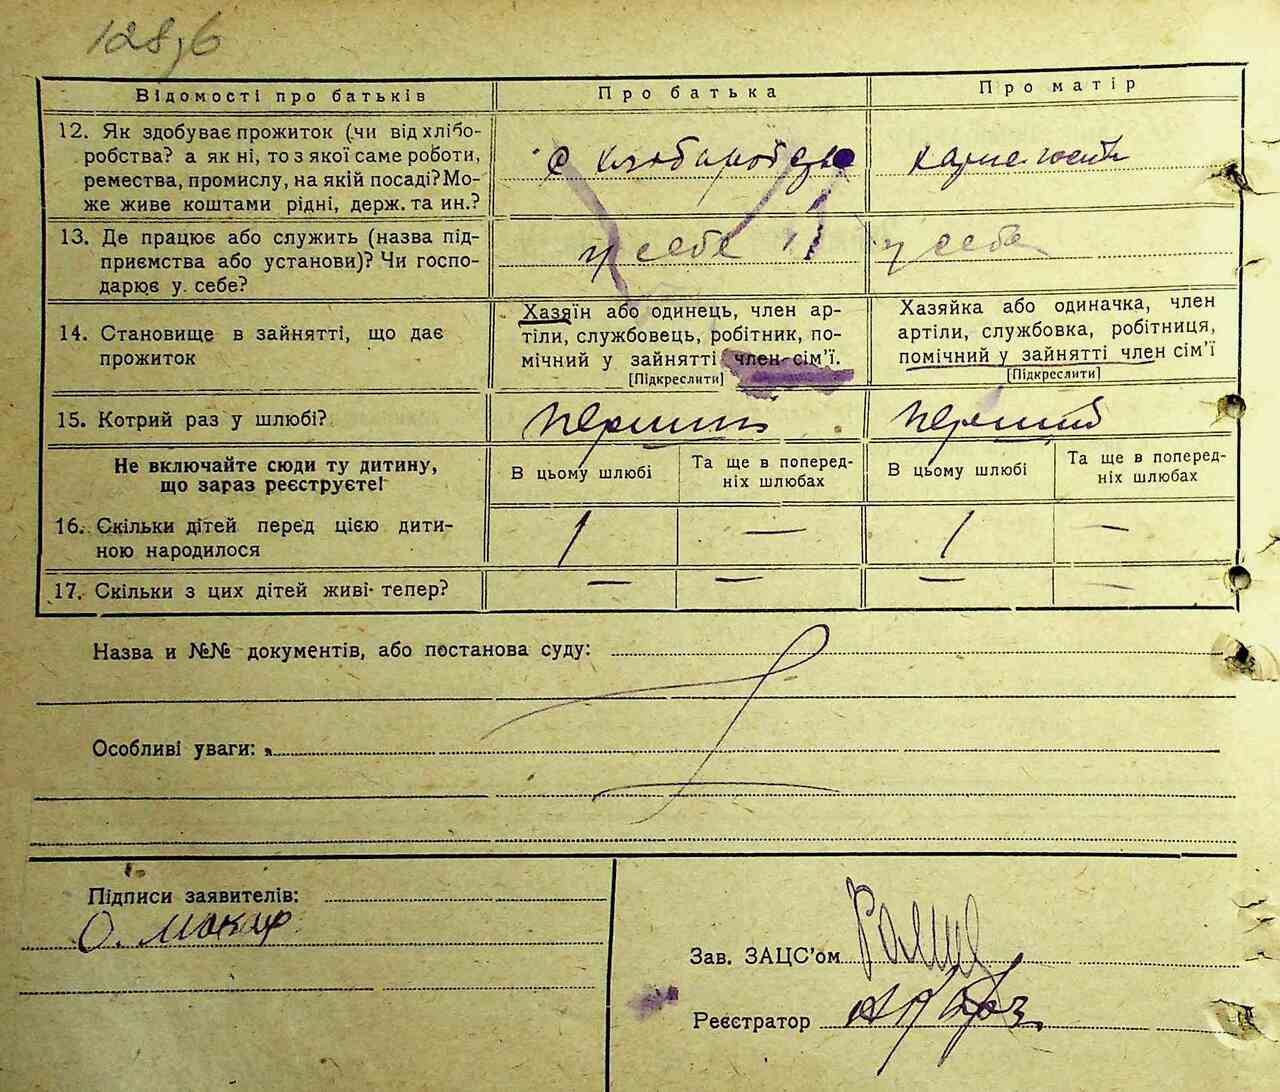 128
Відомості про батьків
Про батька
Про матір
12. Як здобуває прожиток (чи від хлібо-
робства? а як ні, то з якої саме роботи,
ремества, промислу, на якій посаді? Мо-
же живе коштами рідні, держ. та ин.?
13. Де працює або служить (назва під-
приємства або установи)? Чи госпо-
дарює у себе?
у себе
у себе
14. Становище в зайнятті, що дає
прожиток
Хазяїн або одинець, член ар-
тіли, службовець, робітник, по-
мічний у зайнятті член сім'ї.
[Підкреслити]
Хазяйка або одиначка, член
артіли, службовка, робітниця,
помічний у зайнятті член сім'ї
[Підкреслити]
15. Котрий раз у шлюбі?
перший
перший
Не включайте сюди ту дитину,
що зараз реєструєте!
В цьому шлюбі
Та ще в поперед-
ніх шлюбах
В цьому шлюбі
Та ще в поперед-
ніх шлюбах
16. Скільки дітей перед цією дити-
ною народилося
1
—
1
—
17. Скільки з цих дітей живі тепер?
—
—
—
—
Назва и №№ документів, або постанова суду:
Особливі уваги:
Підписи заявителів:
О.
Зав. ЗАЦС'ом
Реєстратор